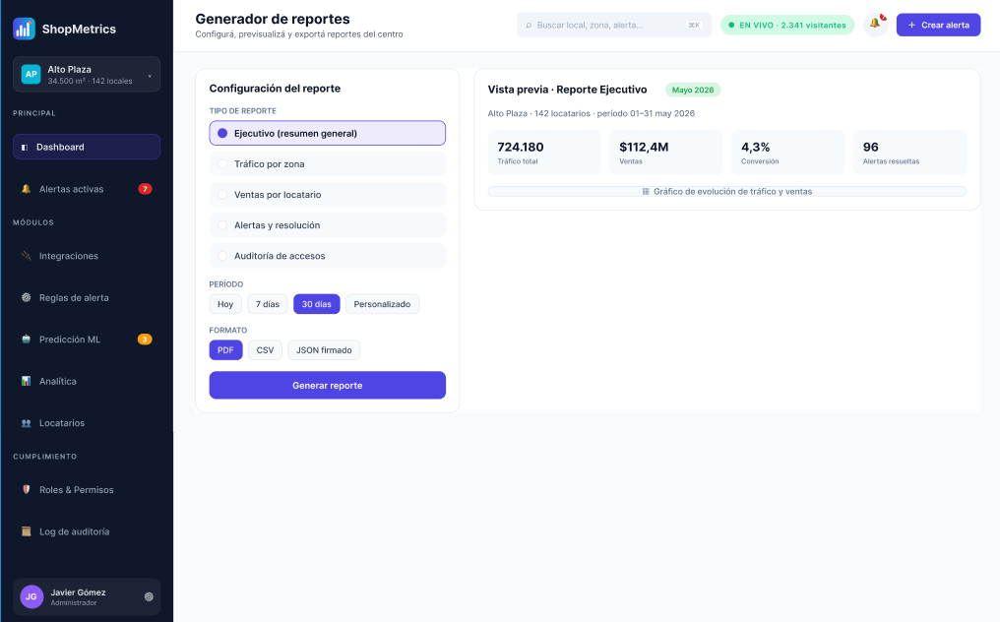 ShopMetrics
AP
Alto Plaza
34.500 m² · 142 locales
PRINCIPAL
Dashboard
Alertas activas
7
MÓDULOS
Integraciones
Reglas de alerta
Predicción ML
3
Analítica
Locatarios
CUMPLIMIENTO
Roles & Permisos
Log de auditoría
JG
Javier Gómez
Administrador
Generador de reportes
Configurá, previsualizá y exportá reportes del centro
Buscar local, zona, alerta...
⌘K
EN VIVO · 2.341 visitantes
+ Crear alerta
Configuración del reporte
TIPO DE REPORTE
Ejecutivo (resumen general)
Tráfico por zona
Ventas por locatario
Alertas y resolución
Auditoría de accesos
PERÍODO
Hoy
7 días
30 días
Personalizado
FORMATO
PDF
CSV
JSON firmado
Generar reporte
Vista previa · Reporte Ejecutivo
Mayo 2026
Alto Plaza · 142 locatarios · período 01–31 may 2026
724.180
Tráfico total
$112,4M
Ventas
4,3%
Conversión
96
Alertas resueltas
Gráfico de evolución de tráfico y ventas